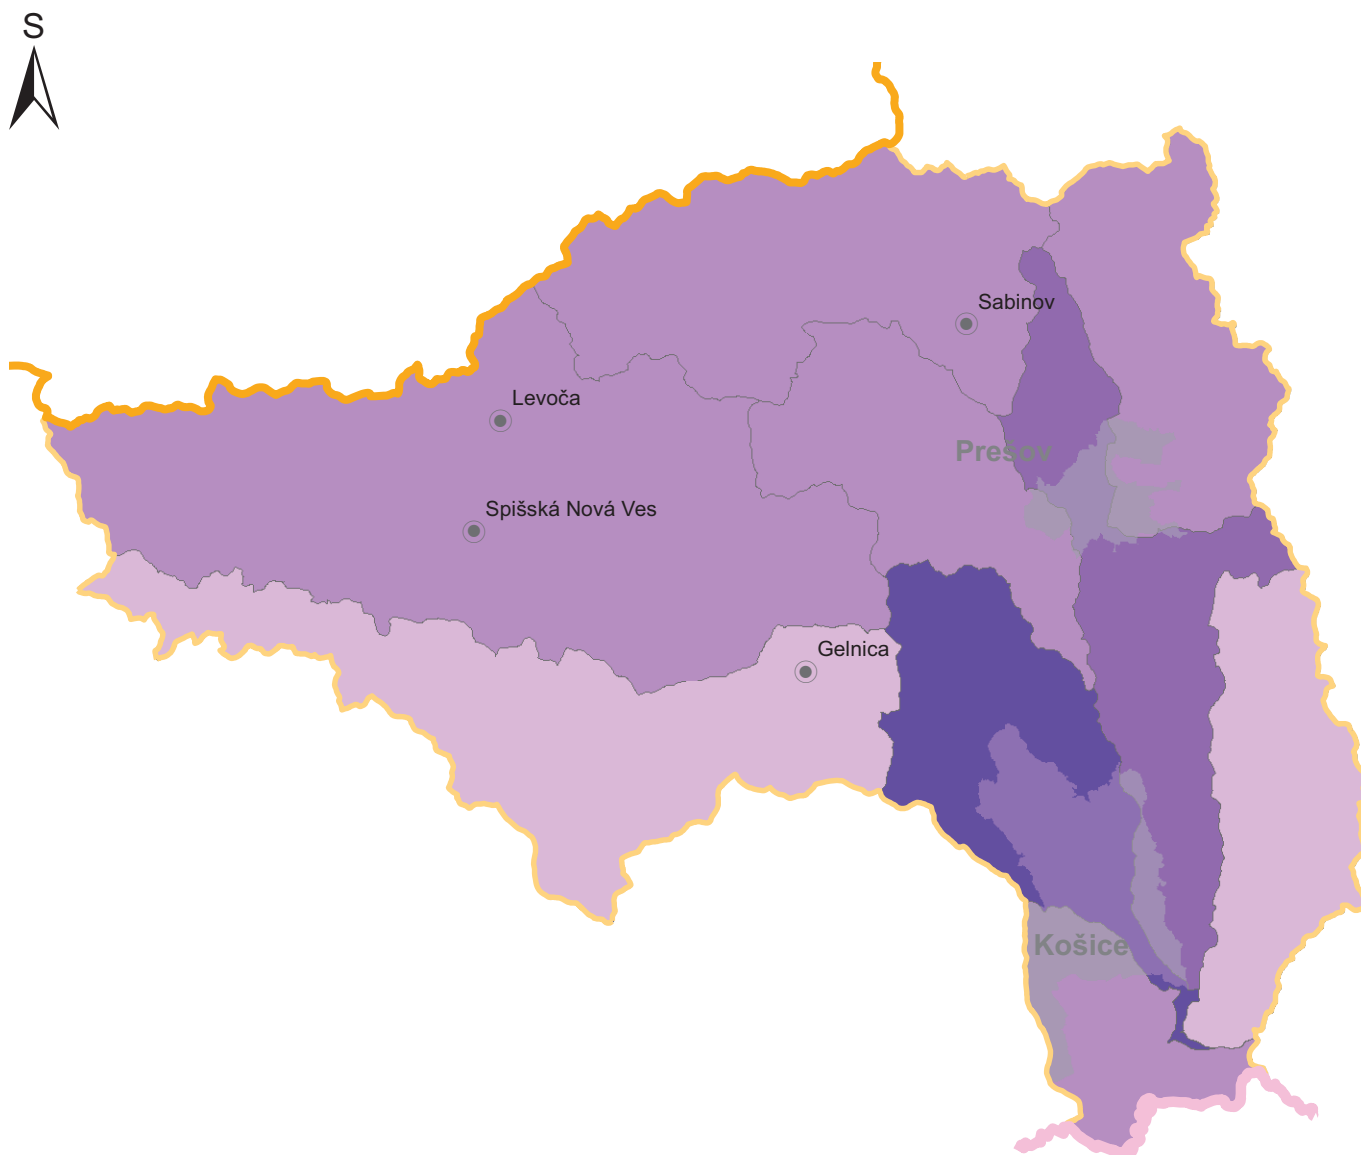 S
Sabinov
Levoča
Prešov
Spišská Nová Ves
Gelnica
Košice